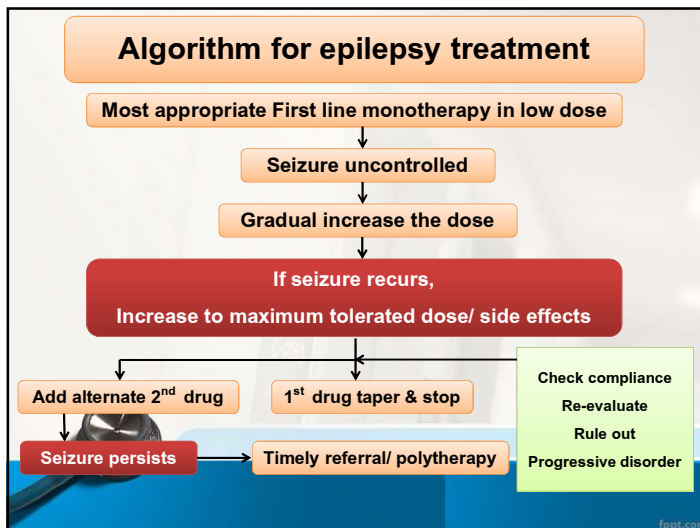 Algorithm for epilepsy treatment
Most appropriate First line monotherapy in low dose
Seizure uncontrolled
Gradual increase the dose
If seizure recurs,
Increase to maximum tolerated dose/ side effects
Add alternate 2nd drug
1st drug taper & stop
Check compliance
Re-evaluate
Rule out
Progressive disorder
Seizure persists
Timely referral/ polytherapy
fppt.com